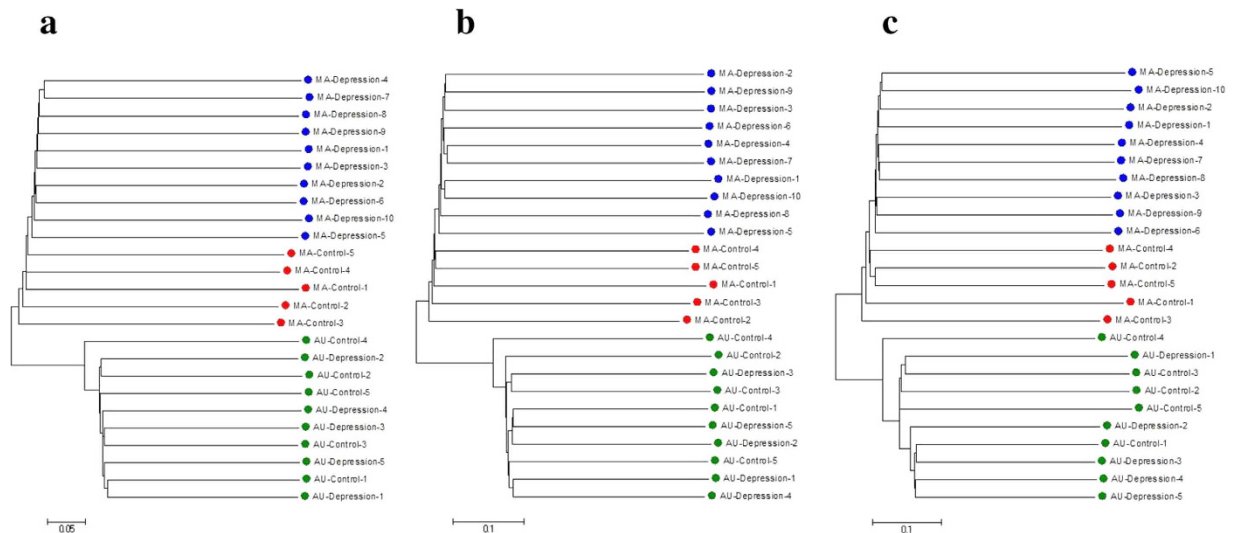 a
MA-Depression-4
MA-Depression-7
MA-Depression-8
MA-Depression-9
MA-Depression-1
MA-Depression-3
MA-Depression-2
MA-Depression-6
MA-Depression-10
MA-Depression-5
MA-Control-5
MA-Control-4
MA-Control-1
MA-Control-2
MA-Control-3
AU-Control-4
AU-Depression-2
AU-Control-2
AU-Control-5
AU-Depression-4
AU-Depression-3
AU-Control-3
AU-Depression-5
AU-Control-1
AU-Depression-1
0.05
b
MA-Depression-2
MA-Depression-9
MA-Depression-3
MA-Depression-6
MA-Depression-4
MA-Depression-7
MA-Depression-1
MA-Depression-10
MA-Depression-8
MA-Depression-5
MA-Control-4
MA-Control-5
MA-Control-1
MA-Control-3
MA-Control-2
AU-Control-4
AU-Control-2
AU-Depression-3
AU-Control-3
AU-Control-1
AU-Depression-5
AU-Depression-2
AU-Control-5
AU-Depression-1
AU-Depression-4
0.1
c
MA-Depression-5
MA-Depression-10
MA-Depression-2
MA-Depression-1
MA-Depression-4
MA-Depression-7
MA-Depression-8
MA-Depression-3
MA-Depression-9
MA-Depression-6
MA-Control-4
MA-Control-2
MA-Control-5
MA-Control-1
MA-Control-3
AU-Control-4
AU-Depression-1
AU-Control-3
AU-Control-2
AU-Control-5
AU-Depression-2
AU-Control-1
AU-Depression-3
AU-Depression-4
AU-Depression-5
0.1